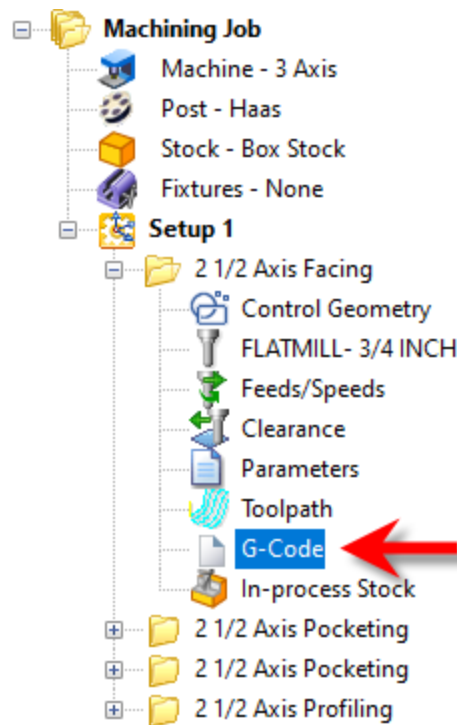 Machining Job
Machine - 3 Axis
Post - Haas
Stock - Box Stock
Fixtures - None
Setup 1
2 1/2 Axis Facing
Control Geometry
FLATMILL- 3/4 INCH
Feeds/Speeds
Clearance
Parameters
Toolpath
G-Code
In-process Stock
2 1/2 Axis Pocketing
2 1/2 Axis Pocketing
2 1/2 Axis Profiling